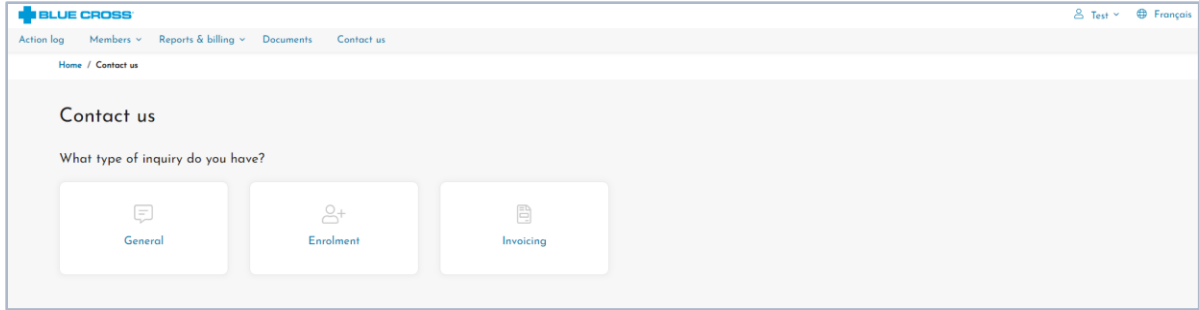 BLUE CROSS
Test Français
Action log Members Reports & billing Documents Contact us
Home / Contact us
Contact us
What type of inquiry do you have?
General Enrolment Invoicing